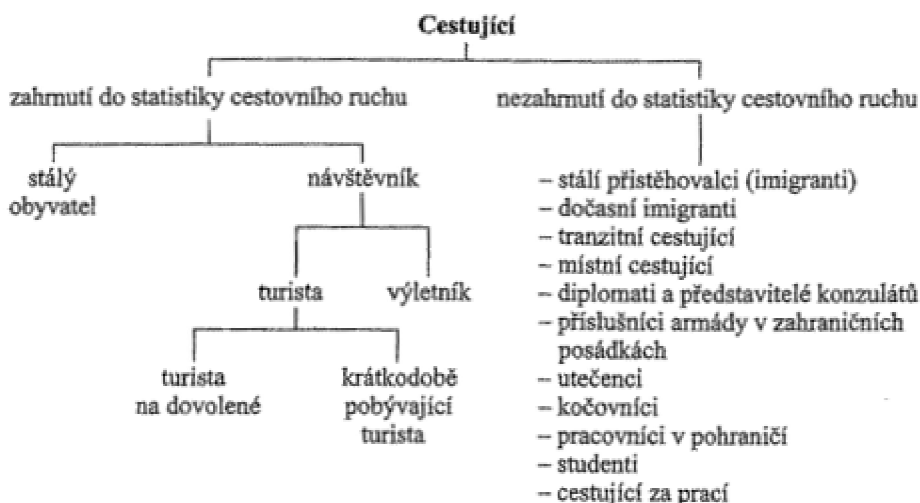 Cestující
zahrnutí do statistiky cestovního ruchu
nezahrnutí do statistiky cestovního ruchu
stálý
obyvatel
návštěvník
turista
výletník
turista
na dovolené
krátkodobě
pobývající
turista
– stálí přistěhovalci (imigranti)
– dočasní imigranti
– tranzitní cestující
– místní cestující
– diplomati a představitelé konzulátů
– příslušníci armády v zahraničních
posádkách
– utečenci
– kočovníci
– pracovníci v pohraničí
– studenti
– cestující za prací